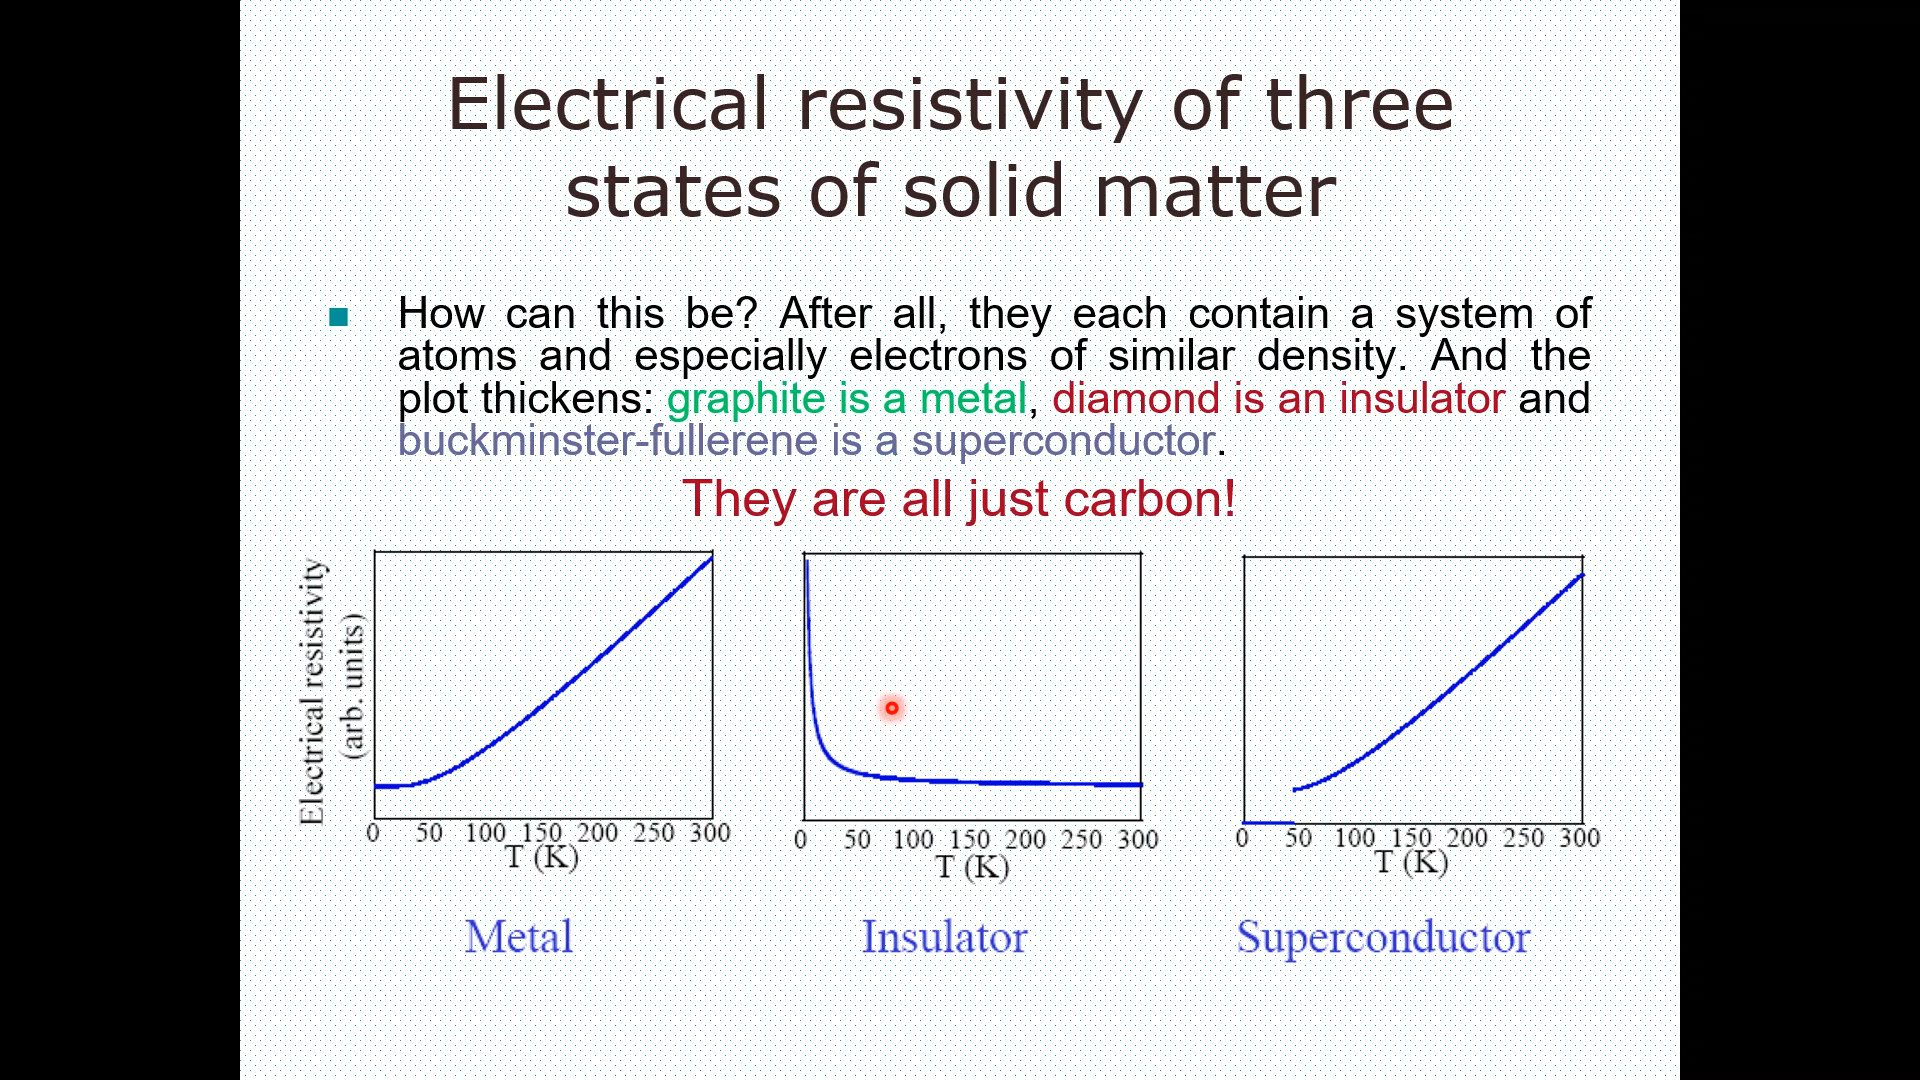 Electrical resistivity of three
states of solid matter
How can this be? After all, they each contain a system of
atoms and especially electrons of similar density. And the
plot thickens: graphite is a metal, diamond is an insulator and
buckminster-fullerene is a superconductor.
They are all just carbon!
Electrical resistivity
(arb. units)
0 50 100 150 200 250 300
T (K)
Metal
0 50 100 150 200 250 300
T (K)
Insulator
0 50 100 150 200 250 300
T (K)
Superconductor